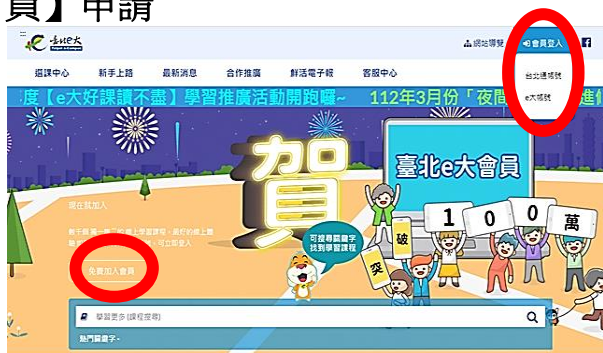 員】申請
臺北e大
網站導覽
會員登入
台北通帳號
e大帳號
選課中心 新手上路 最新消息 合作推廣 鮮活電子報 客服中心
度【e大好課讀不盡】學習推廣活動開跑囉~ 112年3月份「夜間
賀
臺北e大會員
100萬
突破
現在就加入
可搜尋關鍵字
找到學習課程
免費加入會員
學習更多 (課程搜尋)
熱門關鍵字